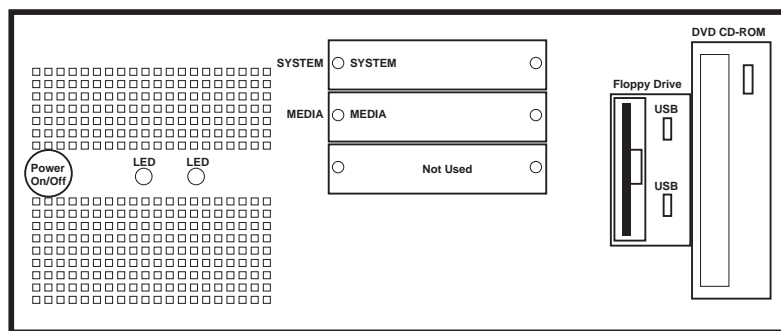 DVD CD-ROM
SYSTEM SYSTEM
Floppy Drive
MEDIA MEDIA
USB
LED LED
Power
On/Off
Not Used
USB